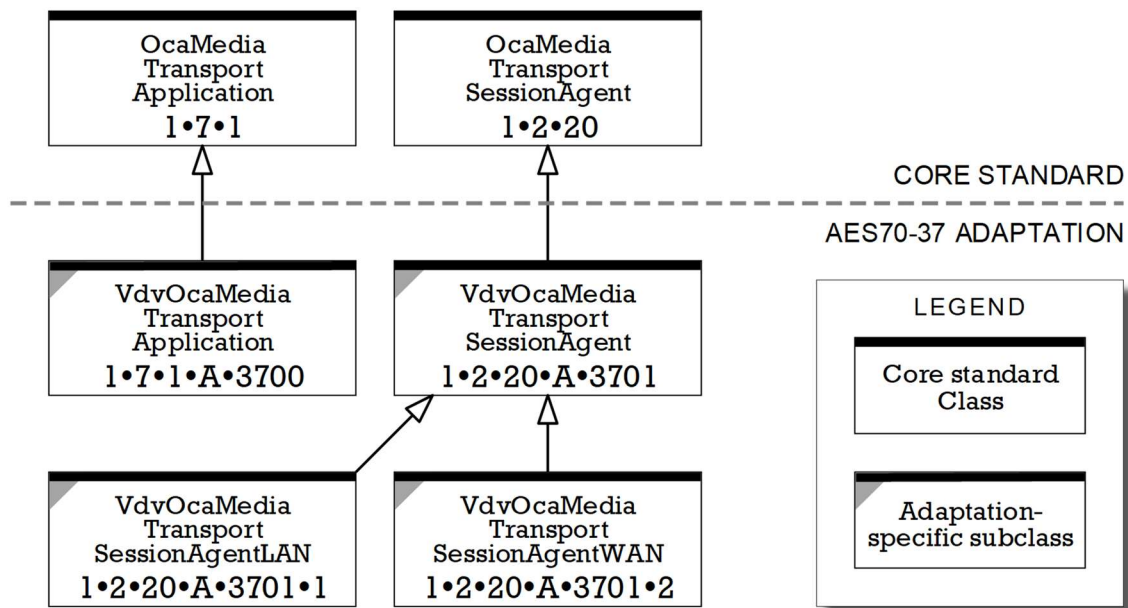 OcaMedia
Transport
Application
1•7•1
OcaMedia
Transport
SessionAgent
1•2•20
CORE STANDARD
AES70-37 ADAPTATION
VdvOcaMedia
Transport
Application
1•7•1•A•3700
VdvOcaMedia
Transport
SessionAgent
1•2•20•A•3701
VdvOcaMedia
Transport
SessionAgentLAN
1•2•20•A•3701•1
VdvOcaMedia
Transport
SessionAgentWAN
1•2•20•A•3701•2
LEGEND
Core standard
Class
Adaptation-
specific subclass